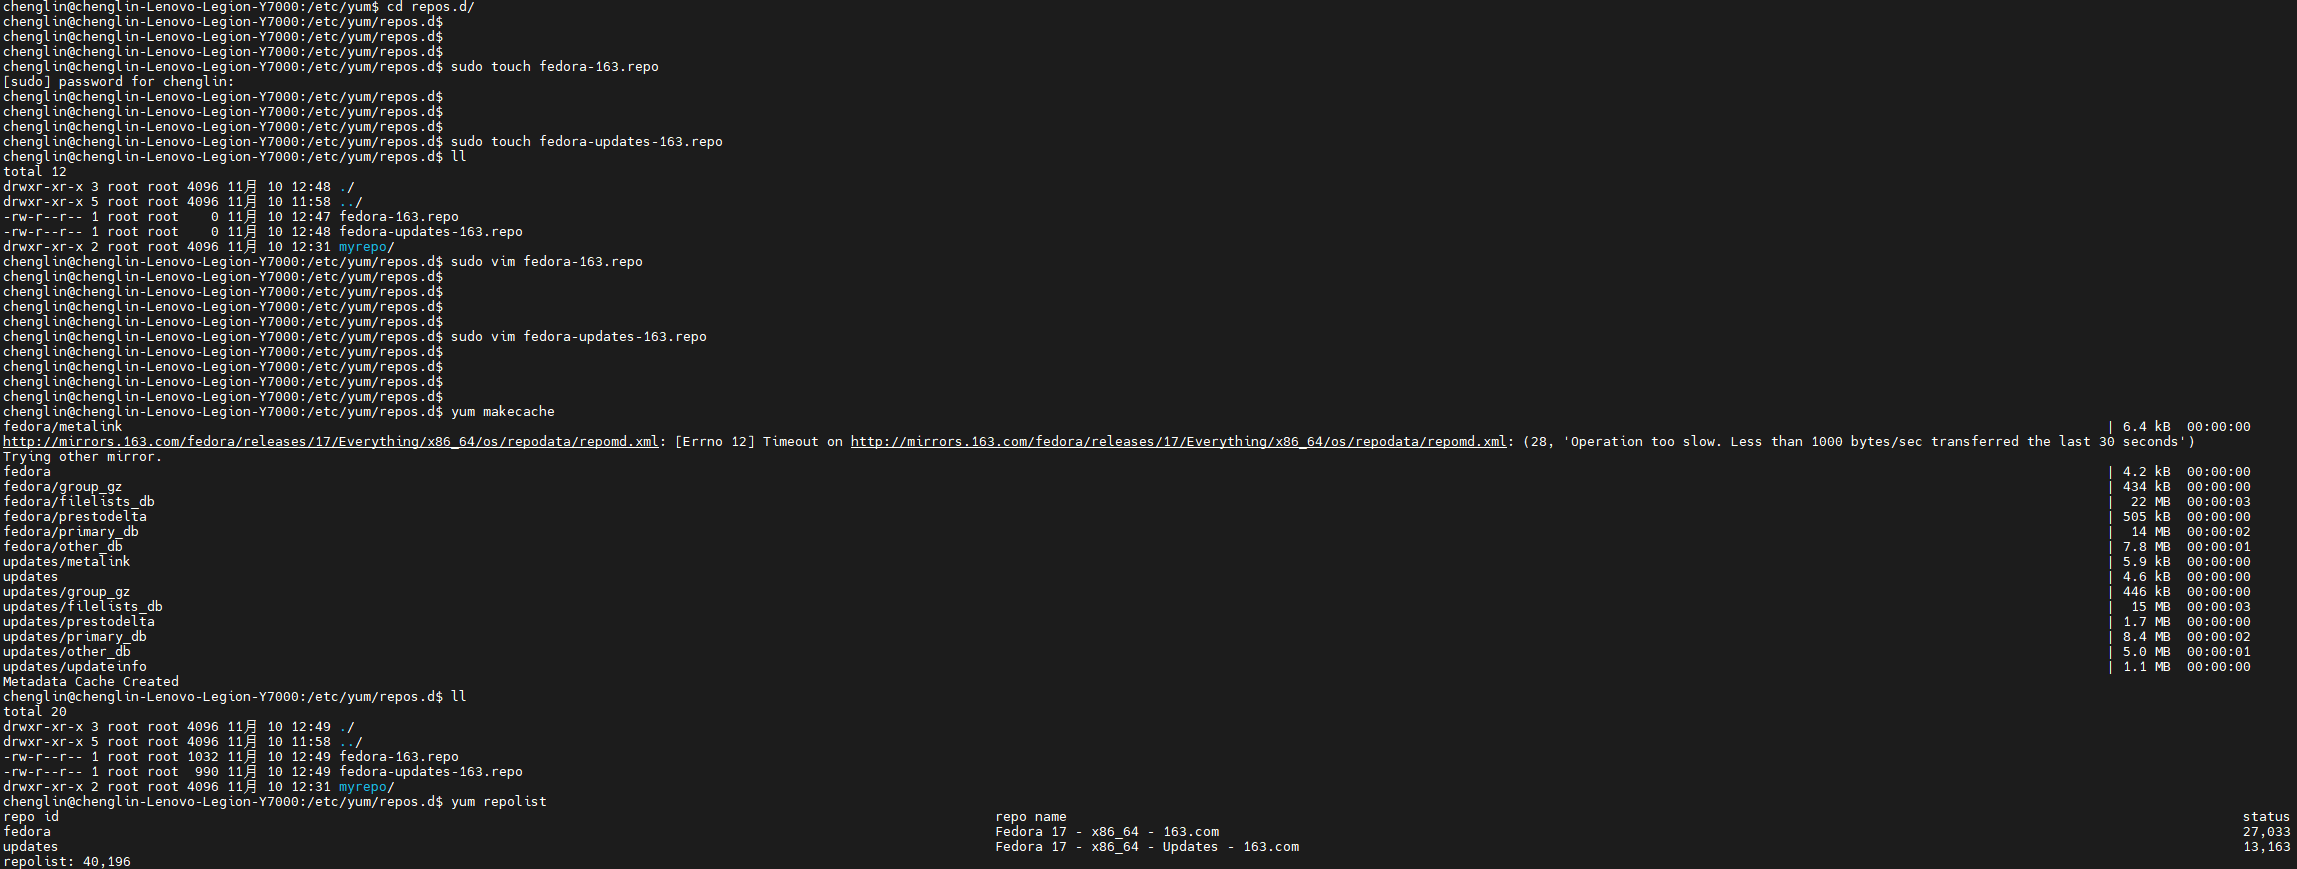 chenglin@chenglin-Lenovo-Legion-Y7000:/etc/yum$ cd repos.d/
chenglin@chenglin-Lenovo-Legion-Y7000:/etc/yum/repos.d$
chenglin@chenglin-Lenovo-Legion-Y7000:/etc/yum/repos.d$
chenglin@chenglin-Lenovo-Legion-Y7000:/etc/yum/repos.d$
chenglin@chenglin-Lenovo-Legion-Y7000:/etc/yum/repos.d$ sudo touch fedora-163.repo
[sudo] password for chenglin:
chenglin@chenglin-Lenovo-Legion-Y7000:/etc/yum/repos.d$
chenglin@chenglin-Lenovo-Legion-Y7000:/etc/yum/repos.d$
chenglin@chenglin-Lenovo-Legion-Y7000:/etc/yum/repos.d$
chenglin@chenglin-Lenovo-Legion-Y7000:/etc/yum/repos.d$ sudo touch fedora-updates-163.repo
chenglin@chenglin-Lenovo-Legion-Y7000:/etc/yum/repos.d$ ll
total 12
drwxr-xr-x 3 root root 4096 11月 10 12:48 ./
drwxr-xr-x 5 root root 4096 11月 10 11:58 ../
-rw-r--r-- 1 root root    0 11月 10 12:47 fedora-163.repo
-rw-r--r-- 1 root root    0 11月 10 12:48 fedora-updates-163.repo
drwxr-xr-x 2 root root 4096 11月 10 12:31 myrepo/
chenglin@chenglin-Lenovo-Legion-Y7000:/etc/yum/repos.d$ sudo vim fedora-163.repo
chenglin@chenglin-Lenovo-Legion-Y7000:/etc/yum/repos.d$
chenglin@chenglin-Lenovo-Legion-Y7000:/etc/yum/repos.d$
chenglin@chenglin-Lenovo-Legion-Y7000:/etc/yum/repos.d$
chenglin@chenglin-Lenovo-Legion-Y7000:/etc/yum/repos.d$
chenglin@chenglin-Lenovo-Legion-Y7000:/etc/yum/repos.d$ sudo vim fedora-updates-163.repo
chenglin@chenglin-Lenovo-Legion-Y7000:/etc/yum/repos.d$
chenglin@chenglin-Lenovo-Legion-Y7000:/etc/yum/repos.d$
chenglin@chenglin-Lenovo-Legion-Y7000:/etc/yum/repos.d$
chenglin@chenglin-Lenovo-Legion-Y7000:/etc/yum/repos.d$
chenglin@chenglin-Lenovo-Legion-Y7000:/etc/yum/repos.d$ yum makecache
fedora/metalink | 6.4 kB  00:00:00
http://mirrors.163.com/fedora/releases/17/Everything/x86_64/os/repodata/repomd.xml: [Errno 12] Timeout on http://mirrors.163.com/fedora/releases/17/Everything/x86_64/os/repodata/repomd.xml: (28, 'Operation too slow. Less than 1000 bytes/sec transferred the last 30 seconds')
Trying other mirror.
fedora | 4.2 kB  00:00:00
fedora/group_gz | 434 kB  00:00:00
fedora/filelists_db |  22 MB  00:00:03
fedora/prestodelta | 505 kB  00:00:00
fedora/primary_db |  14 MB  00:00:02
fedora/other_db | 7.8 MB  00:00:01
updates/metalink | 5.9 kB  00:00:00
updates | 4.6 kB  00:00:00
updates/group_gz | 446 kB  00:00:00
updates/filelists_db |  15 MB  00:00:03
updates/prestodelta | 1.7 MB  00:00:00
updates/primary_db | 8.4 MB  00:00:02
updates/other_db | 5.0 MB  00:00:01
updates/updateinfo | 1.1 MB  00:00:00
Metadata Cache Created
chenglin@chenglin-Lenovo-Legion-Y7000:/etc/yum/repos.d$ ll
total 20
drwxr-xr-x 3 root root 4096 11月 10 12:49 ./
drwxr-xr-x 5 root root 4096 11月 10 11:58 ../
-rw-r--r-- 1 root root 1032 11月 10 12:49 fedora-163.repo
-rw-r--r-- 1 root root  990 11月 10 12:49 fedora-updates-163.repo
drwxr-xr-x 2 root root 4096 11月 10 12:31 myrepo/
chenglin@chenglin-Lenovo-Legion-Y7000:/etc/yum/repos.d$ yum repolist
repo id repo name status
fedora Fedora 17 - x86_64 - 163.com 27,033
updates Fedora 17 - x86_64 - Updates - 163.com 13,163
repolist: 40,196